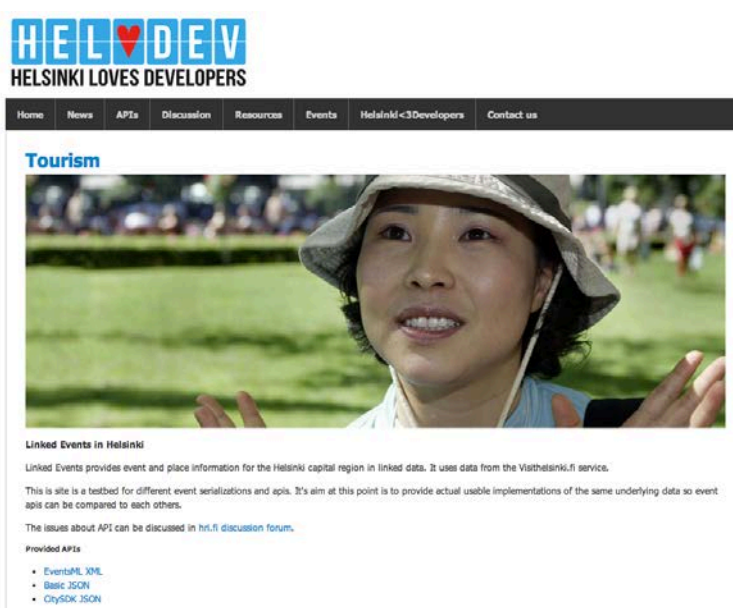 HEL DEV
HELSINKI LOVES DEVELOPERS
Home News APIs Discussion Resources Events Helsinki<3Developers Contact us
Tourism
Linked Events in Helsinki
Linked Events provides event and place information for the Helsinki capital region in linked data. It uses data from the Visithelsinki.fi service.
This is site is a testbed for different event serializations and apis. It's aim at this point is to provide actual usable implementations of the same underlying data so event
apis can be compared to each others.
The issues about API can be discussed in hri.fi discussion forum.
Provided APIs
• EventsML XML
• Basic JSON
• CitySDK JSON